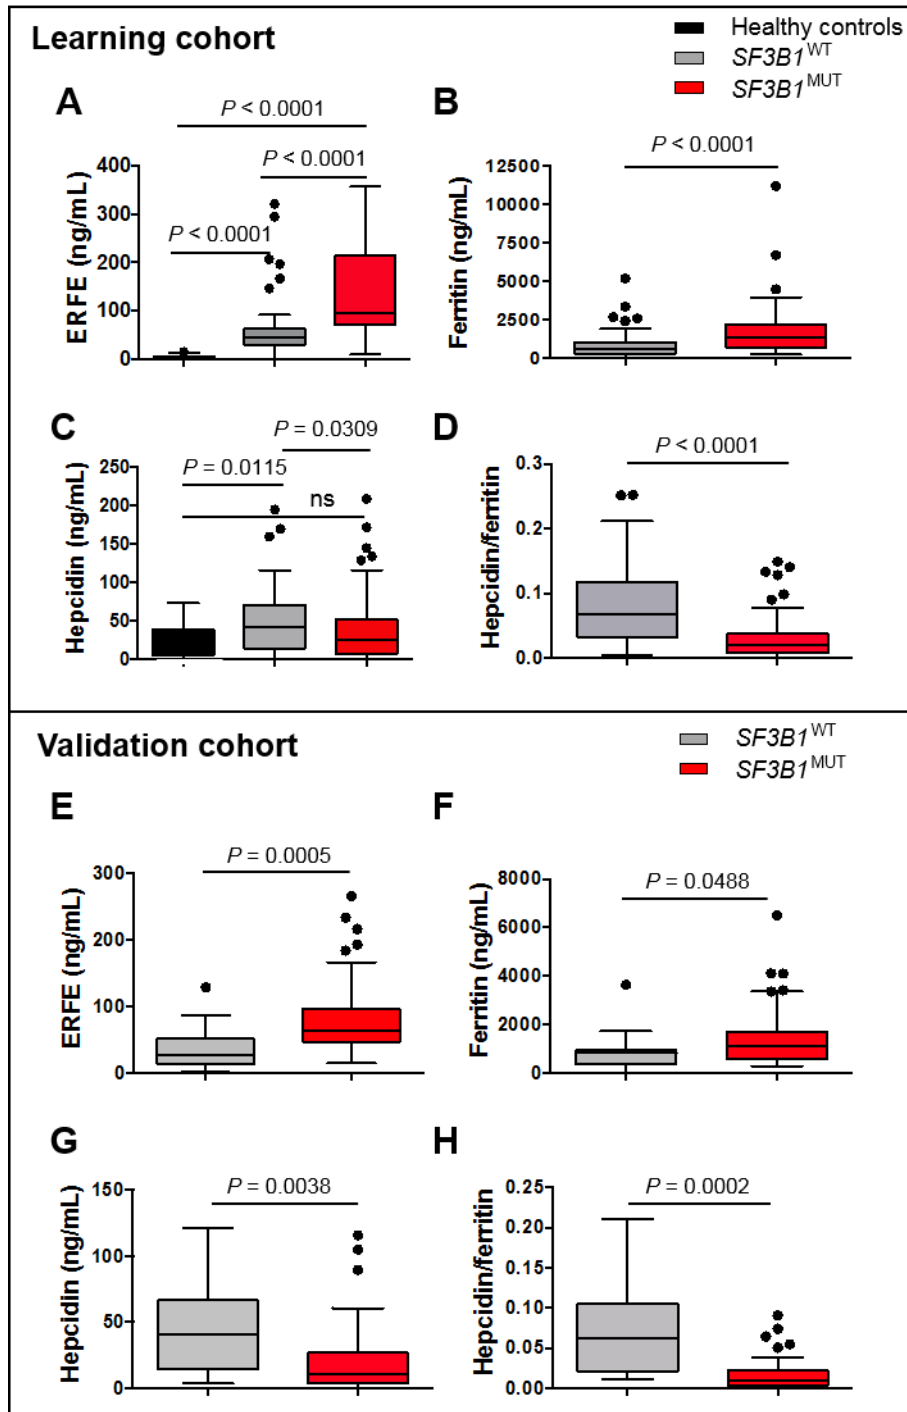 Learning cohort
Healthy controls
SF3B1WT
SF3B1MUT
A
P < 0.0001
P < 0.0001
P < 0.0001
ERFE (ng/mL)
400
300
200
100
0
B
P < 0.0001
Ferritin (ng/mL)
12500
10000
7500
5000
2500
0
C
P = 0.0309
P = 0.0115
ns
Hepcidin (ng/mL)
250
200
150
100
50
0
D
P < 0.0001
Hepcidin/ferritin
0.3
0.2
0.1
0.0
Validation cohort
SF3B1WT
SF3B1MUT
E
P = 0.0005
ERFE (ng/mL)
300
200
100
0
F
P = 0.0488
Ferritin (ng/mL)
8000
6000
4000
2000
0
G
P = 0.0038
Hepcidin (ng/mL)
150
100
50
0
H
P = 0.0002
Hepcidin/ferritin
0.25
0.20
0.15
0.10
0.05
0.00